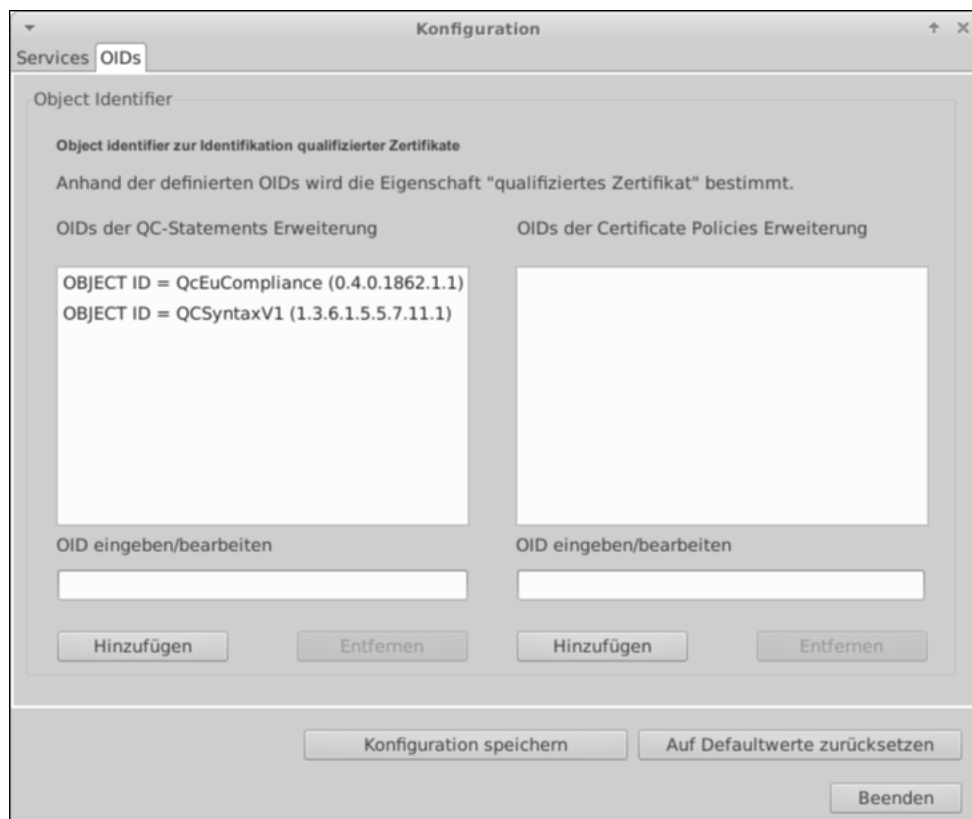 Konfiguration
Services OIDs
Object Identifier
Object identifier zur Identifikation qualifizierter Zertifikate
Anhand der definierten OIDs wird die Eigenschaft "qualifiziertes Zertifikat" bestimmt.
OIDs der QC-Statements Erweiterung
OIDs der Certificate Policies Erweiterung
OBJECT ID = QcEuCompliance (0.4.0.1862.1.1)
OBJECT ID = QCSyntaxV1 (1.3.6.1.5.5.7.11.1)
OID eingeben/bearbeiten
OID eingeben/bearbeiten
Hinzufügen
Entfernen
Hinzufügen
Entfernen
Konfiguration speichern
Auf Defaultwerte zurücksetzen
Beenden